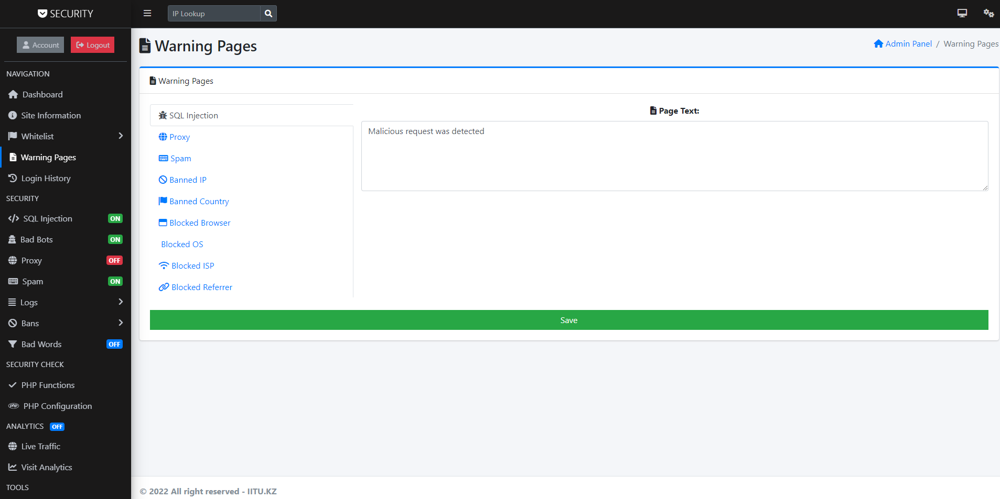 SECURITY
IP Lookup
Account
Logout
Warning Pages
Admin Panel / Warning Pages
NAVIGATION
Dashboard
Site Information
Whitelist
Warning Pages
Login History
SECURITY
SQL Injection ON
Bad Bots ON
Proxy OFF
Spam ON
Logs
Bans
Bad Words OFF
SECURITY CHECK
PHP Functions
php PHP Configuration
ANALYTICS OFF
Live Traffic
Visit Analytics
TOOLS
Warning Pages
SQL Injection
Proxy
Spam
Banned IP
Banned Country
Blocked Browser
Blocked OS
Blocked ISP
Blocked Referrer
Page Text:
Malicious request was detected
Save
© 2022 All right reserved - IITU.KZ